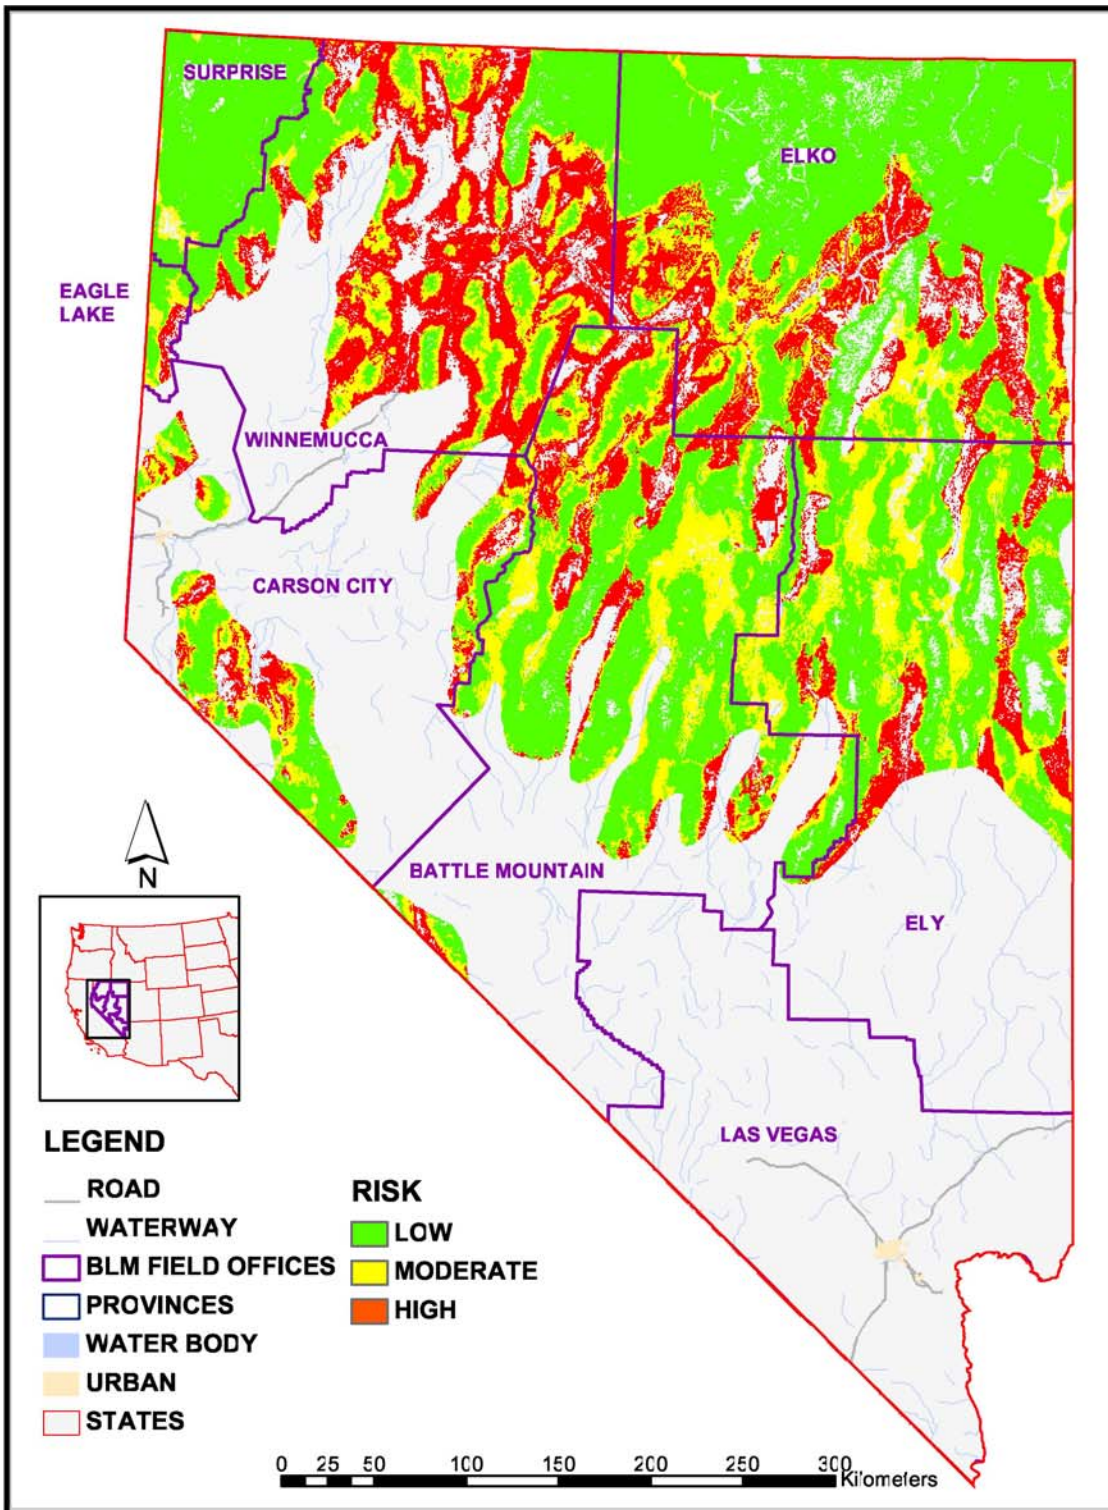 SURPRISE
ELKO
EAGLE
LAKE
WINNEMUCCA
CARSON CITY
BATTLE MOUNTAIN
ELY
N
LAS VEGAS
LEGEND
ROAD
WATERWAY
BLM FIELD OFFICES
PROVINCES
WATER BODY
URBAN
STATES
RISK
LOW
MODERATE
HIGH
0 25 50 100 150 200 250 300
Kilometers